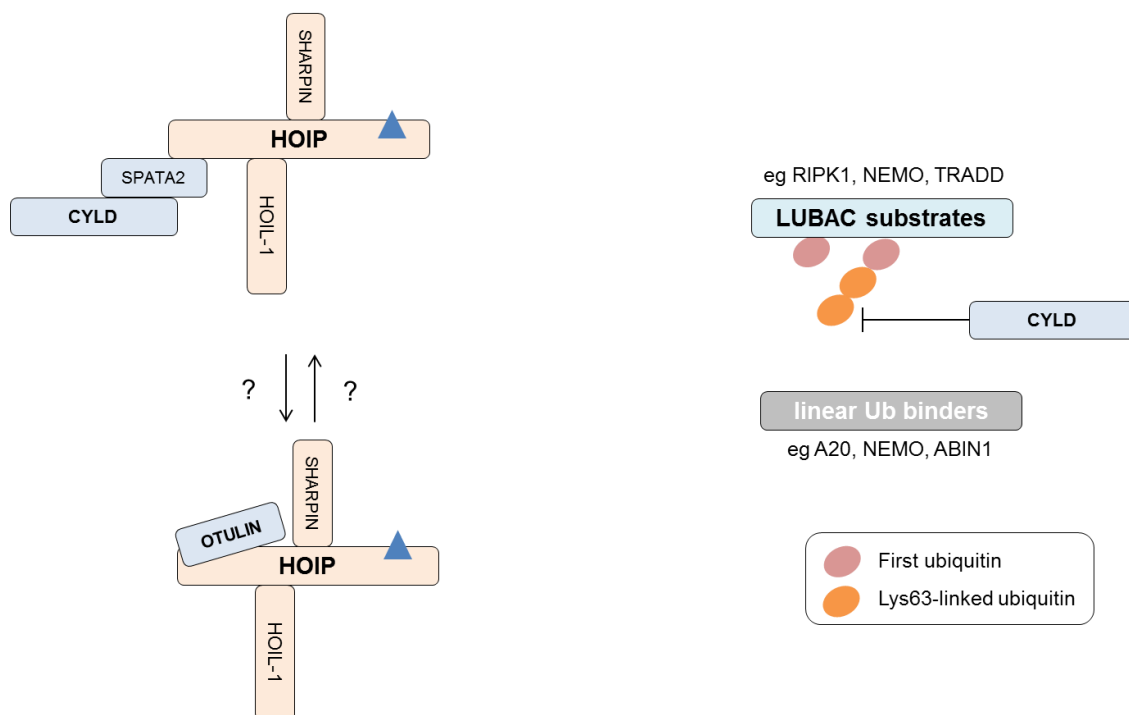 SHARPIN
HOIP
SPATA2
CYLD
HOIL-1
eg RIPK1, NEMO, TRADD
LUBAC substrates
CYLD
? ?
linear Ub binders
eg A20, NEMO, ABIN1
SHARPIN
OTULIN
HOIP
HOIL-1
First ubiquitin
Lys63-linked ubiquitin